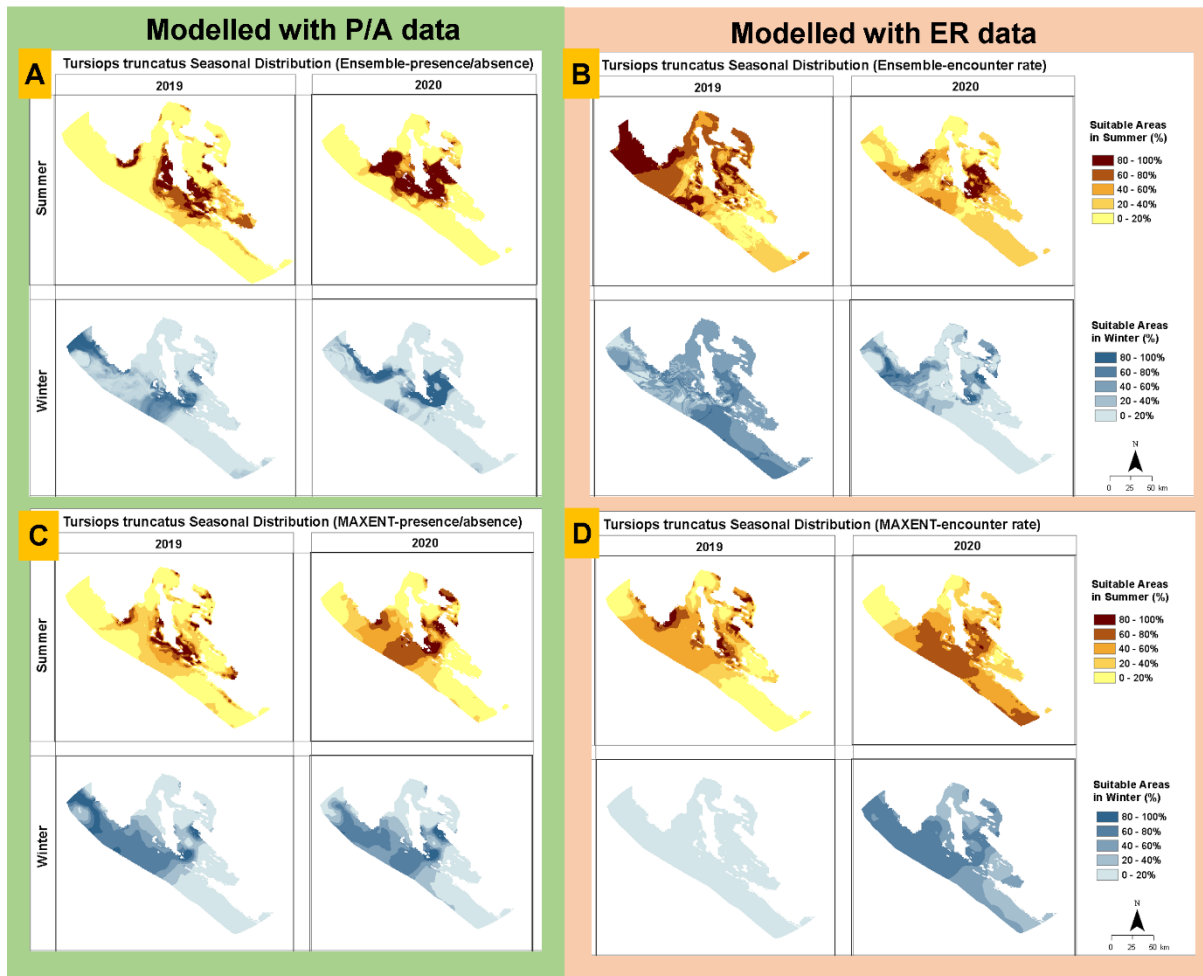 Modelled with P/A data
Modelled with ER data
A
Tursiops truncatus Seasonal Distribution (Ensemble-presence/absence)
2019
2020
Summer
Winter
B
Tursiops truncatus Seasonal Distribution (Ensemble-encounter rate)
2019
2020
Summer
Winter
Suitable Areas
in Summer (%)
80 - 100%
60 - 80%
40 - 60%
20 - 40%
0 - 20%
Suitable Areas
in Winter (%)
80 - 100%
60 - 80%
40 - 60%
20 - 40%
0 - 20%
N
0 25 50 km
C
Tursiops truncatus Seasonal Distribution (MAXENT-presence/absence)
2019
2020
Summer
Winter
D
Tursiops truncatus Seasonal Distribution (MAXENT-encounter rate)
2019
2020
Summer
Winter
Suitable Areas
in Summer (%)
80 - 100%
60 - 80%
40 - 60%
20 - 40%
0 - 20%
Suitable Areas
in Winter (%)
80 - 100%
60 - 80%
40 - 60%
20 - 40%
0 - 20%
N
0 25 50 km